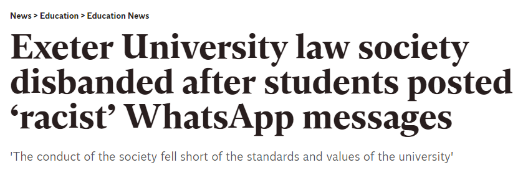 News > Education > Education News
Exeter University law society
disbanded after students posted
‘racist’ WhatsApp messages
'The conduct of the society fell short of the standards and values of the university'